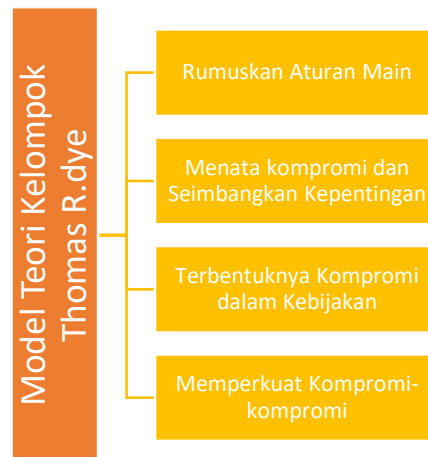 Model Teori Kelompok
Thomas R.dye
Rumuskan Aturan Main
Menata kompromi dan
Seimbangkan Kepentingan
Terbentuknya Kompromi
dalam Kebijakan
Memperkuat Kompromi-
kompromi